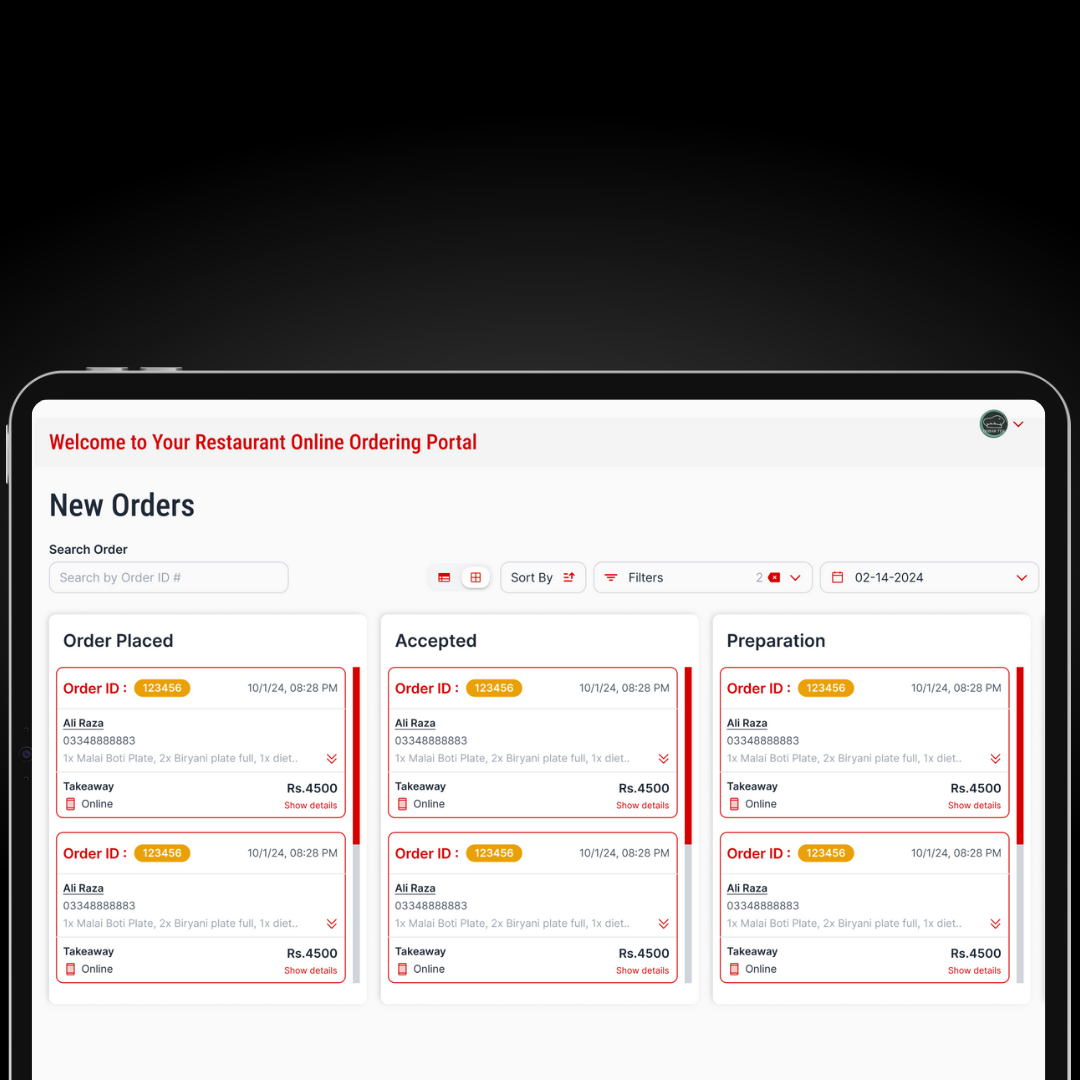 Welcome to Your Restaurant Online Ordering Portal
New Orders
Search Order
Search by Order ID #
Sort By
Filters
2
02-14-2024
Order Placed
Order ID : 123456 10/1/24, 08:28 PM
Ali Raza
03348888883
1x Malai Boti Plate, 2x Biryani plate full, 1x diet..
Takeaway Rs.4500
Online Show details
Order ID : 123456 10/1/24, 08:28 PM
Ali Raza
03348888883
1x Malai Boti Plate, 2x Biryani plate full, 1x diet..
Takeaway Rs.4500
Online Show details
Accepted
Order ID : 123456 10/1/24, 08:28 PM
Ali Raza
03348888883
1x Malai Boti Plate, 2x Biryani plate full, 1x diet..
Takeaway Rs.4500
Online Show details
Order ID : 123456 10/1/24, 08:28 PM
Ali Raza
03348888883
1x Malai Boti Plate, 2x Biryani plate full, 1x diet..
Takeaway Rs.4500
Online Show details
Preparation
Order ID : 123456 10/1/24, 08:28 PM
Ali Raza
03348888883
1x Malai Boti Plate, 2x Biryani plate full, 1x diet..
Takeaway Rs.4500
Online Show details
Order ID : 123456 10/1/24, 08:28 PM
Ali Raza
03348888883
1x Malai Boti Plate, 2x Biryani plate full, 1x diet..
Takeaway Rs.4500
Online Show details